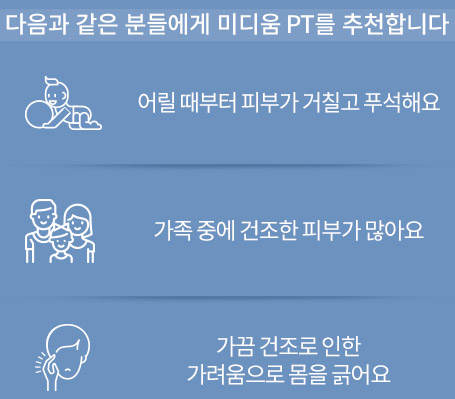 다음과 같은 분들에게 미디움 PT를 추천합니다
어릴 때부터 피부가 거칠고 푸석해요
가족 중에 건조한 피부가 많아요
가끔 건조로 인한
가려움으로 몸을 긁어요